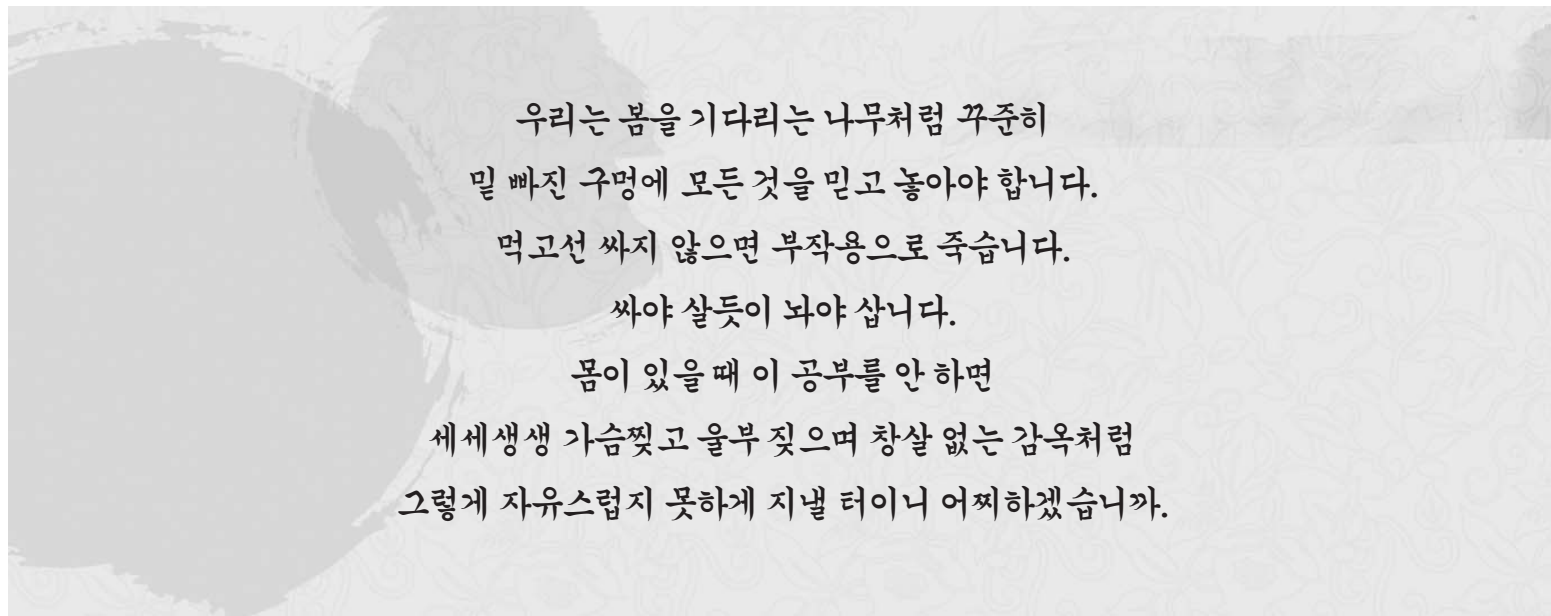 우리는 봄을 기다리는 나무처럼 꾸준히
밑 빠진 구멍에 모든 것을 믿고 놓아야 합니다.
먹고선 싸지 않으면 부작용으로 죽습니다.
싸야 살듯이 놔야 삽니다.
몸이 있을 때 이 공부를 안 하면
세세생생 가슴찢고 울부 짖으며 창살 없는 감옥처럼
그렇게 자유스럽지 못하게 지낼 터이니 어찌하겠습니까.